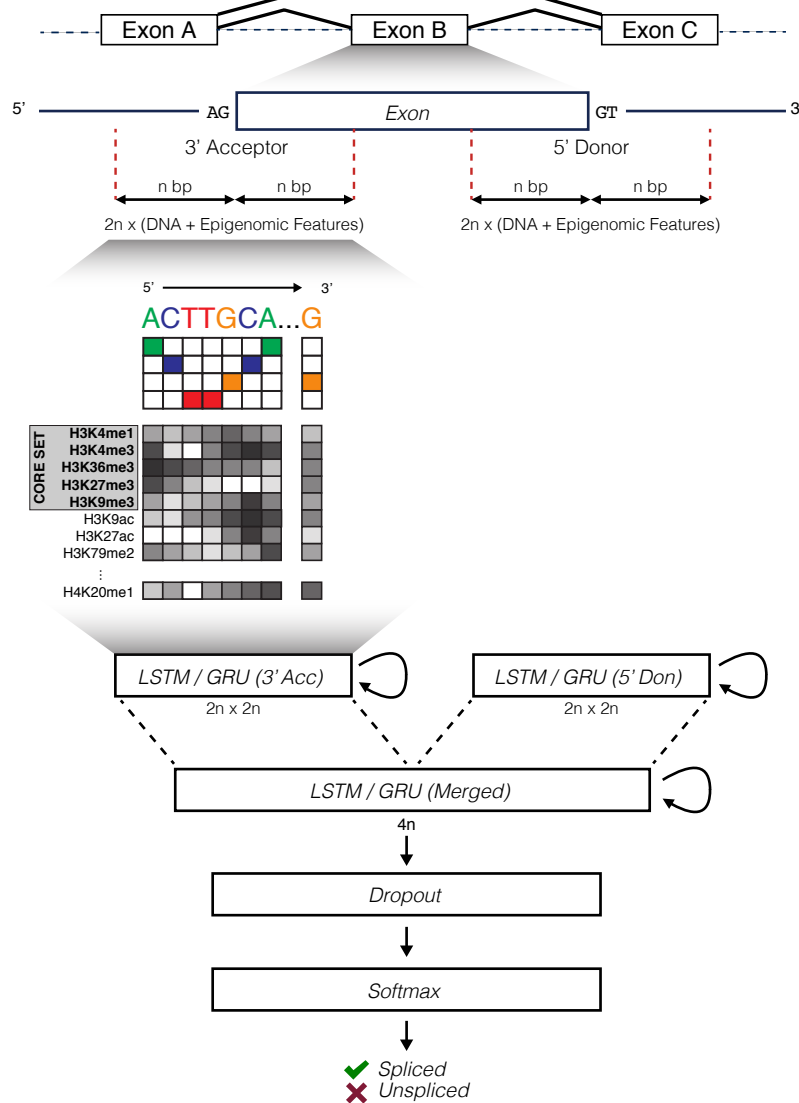 Exon A
Exon B
Exon C
5’
AG
Exon
GT
3
3’ Acceptor
5’ Donor
n bp
n bp
n bp
n bp
2n x (DNA + Epigenomic Features)
2n x (DNA + Epigenomic Features)
5’
3’
ACTTGCA...G
CORE SET
H3K4me1
H3K4me3
H3K36me3
H3K27me3
H3K9me3
H3K9ac
H3K27ac
H3K79me2
...
H4K20me1
LSTM / GRU (3’ Acc)
LSTM / GRU (5’ Don)
2n x 2n
2n x 2n
LSTM / GRU (Merged)
4n
Dropout
Softmax
Spliced
Unspliced